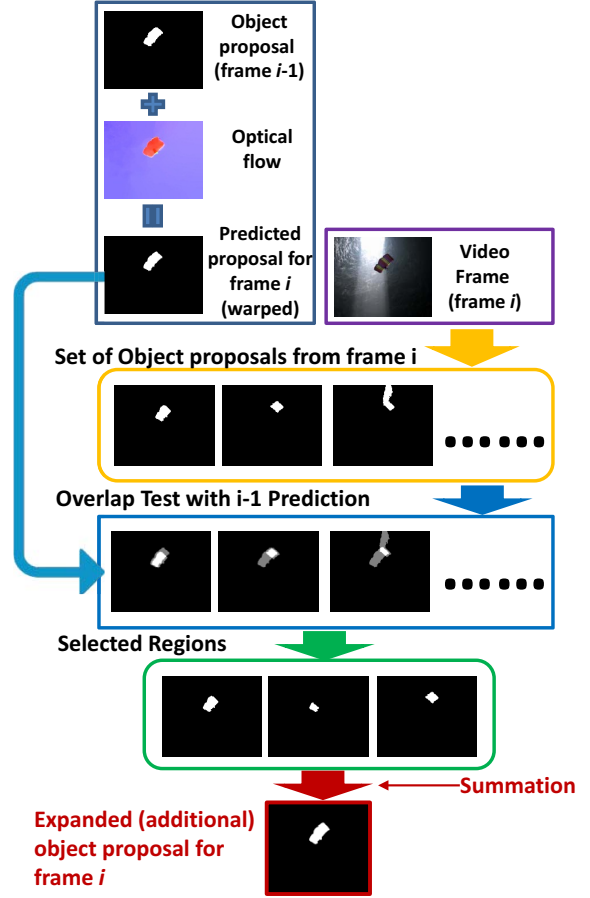 Object
proposal
(frame i-1)
Optical
flow
Predicted
proposal for
frame i
(warped)
Video
Frame
(frame i)
Set of Object proposals from frame i
Overlap Test with i-1 Prediction
Selected Regions
Summation
Expanded (additional)
object proposal for
frame i